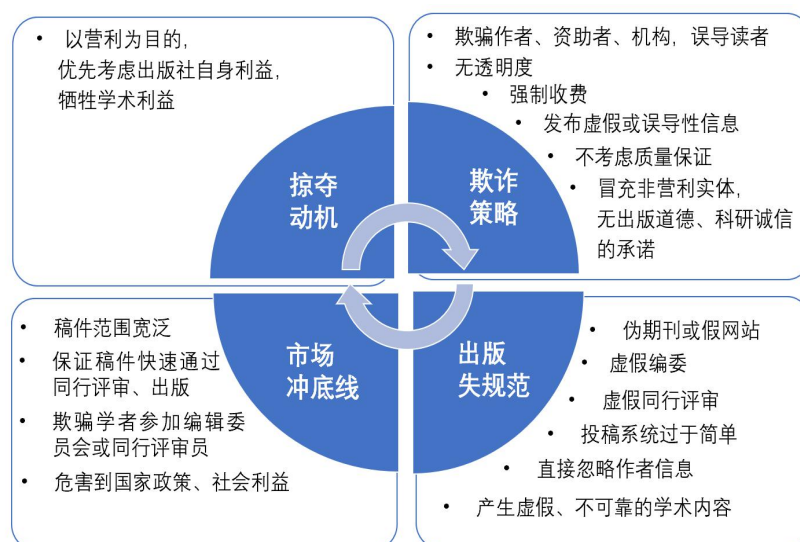 • 以营利为目的,
优先考虑出版社自身利益,
牺牲学术利益
掠夺
动机
• 欺骗作者、资助者、机构, 误导读者
• 无透明度
• 强制收费
• 发布虚假或误导性信息
• 不考虑质量保证
• 冒充非营利实体,
无出版道德、科研诚信
的承诺
欺诈
策略
• 稿件范围宽泛
• 保证稿件快速通过
同行评审、出版
• 欺骗学者参加编辑委
员会或同行评审员
• 危害到国家政策、社会利益
市场
冲底线
出版
失规范
• 伪期刊或假网站
• 虚假编委
• 虚假同行评审
• 投稿系统过于简单
• 直接忽略作者信息
• 产生虚假、不可靠的学术内容